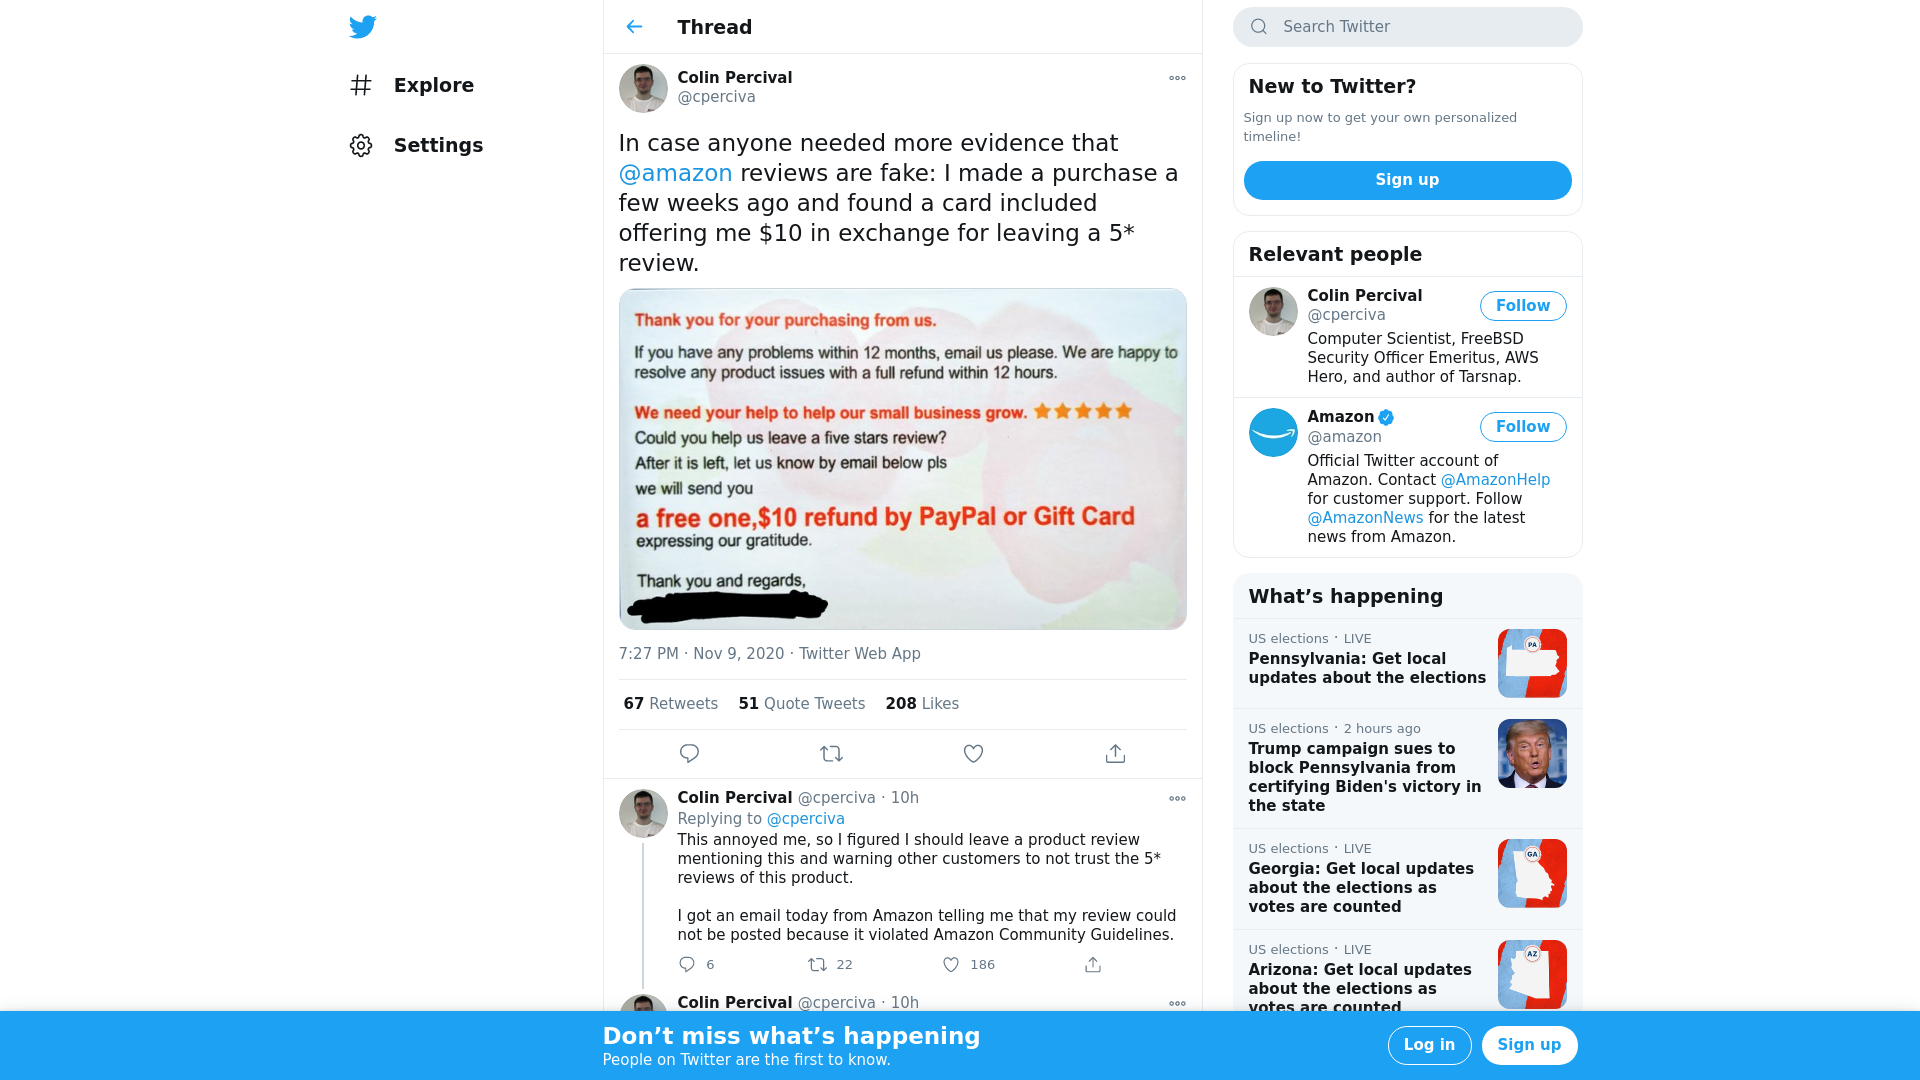 Explore
Settings
Thread
Colin Percival
@cperciva
In case anyone needed more evidence that
@amazon reviews are fake: I made a purchase a
few weeks ago and found a card included
offering me $10 in exchange for leaving a 5*
review.
Thank you for your purchasing from us.
If you have any problems within 12 months, email us please. We are happy to
resolve any product issues with a full refund within 12 hours.
We need your help to help our small business grow. ★★★★★
Could you help us leave a five stars review?
After it is left, let us know by email below pls
we will send you
a free one,$10 refund by PayPal or Gift Card
expressing our gratitude.
Thank you and regards,
7:27 PM · Nov 9, 2020 · Twitter Web App
67 Retweets 51 Quote Tweets 208 Likes
Colin Percival @cperciva · 10h
Replying to @cperciva
This annoyed me, so I figured I should leave a product review
mentioning this and warning other customers to not trust the 5*
reviews of this product.
I got an email today from Amazon telling me that my review could
not be posted because it violated Amazon Community Guidelines.
6 22 186
Colin Percival @cperciva · 10h
Search Twitter
New to Twitter?
Sign up now to get your own personalized
timeline!
Sign up
Relevant people
Colin Percival
@cperciva
Follow
Computer Scientist, FreeBSD
Security Officer Emeritus, AWS
Hero, and author of Tarsnap.
Amazon
@amazon
Follow
Official Twitter account of
Amazon. Contact @AmazonHelp
for customer support. Follow
@AmazonNews for the latest
news from Amazon.
What’s happening
US elections · LIVE
Pennsylvania: Get local
updates about the elections
PA
US elections · 2 hours ago
Trump campaign sues to
block Pennsylvania from
certifying Biden's victory in
the state
US elections · LIVE
Georgia: Get local updates
about the elections as
votes are counted
GA
US elections · LIVE
Arizona: Get local updates
about the elections as
votes are counted
AZ
Don’t miss what’s happening
People on Twitter are the first to know.
Log in
Sign up